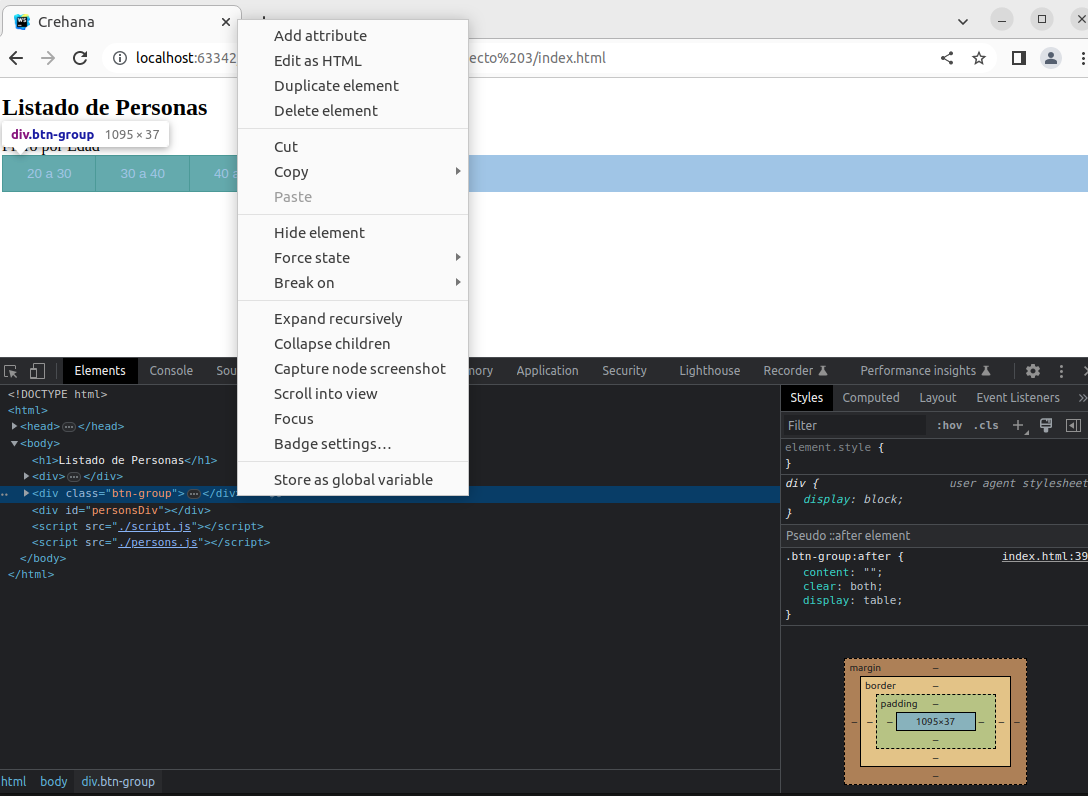 Crehana
localhost:63342
ecto%203/index.html
Listado de Personas
div.btn-group 1095 × 37
20 a 30
30 a 40
40 a
Add attribute
Edit as HTML
Duplicate element
Delete element
Cut
Copy
Paste
Hide element
Force state
Break on
Expand recursively
Collapse children
Capture node screenshot
Scroll into view
Focus
Badge settings...
Store as global variable
Elements
Console
Sou
nory
Application
Security
Lighthouse
Recorder
Performance insights
<!DOCTYPE html>
<html>
<head>…</head>
<body>
<h1>Listado de Personas</h1>
<div>…</div>
<div class="btn-group">…</div>
<div id="personsDiv"></div>
<script src="./script.js"></script>
<script src="./persons.js"></script>
</body>
</html>
html body div.btn-group
Styles Computed Layout Event Listeners »
Filter :hov .cls +
element.style {
}
div { user agent stylesheet
display: block;
}
Pseudo ::after element
.btn-group:after { index.html:39
content: "";
clear: both;
display: table;
}
margin –
border –
padding –
– – – 1095×37 – – –
–
–
–